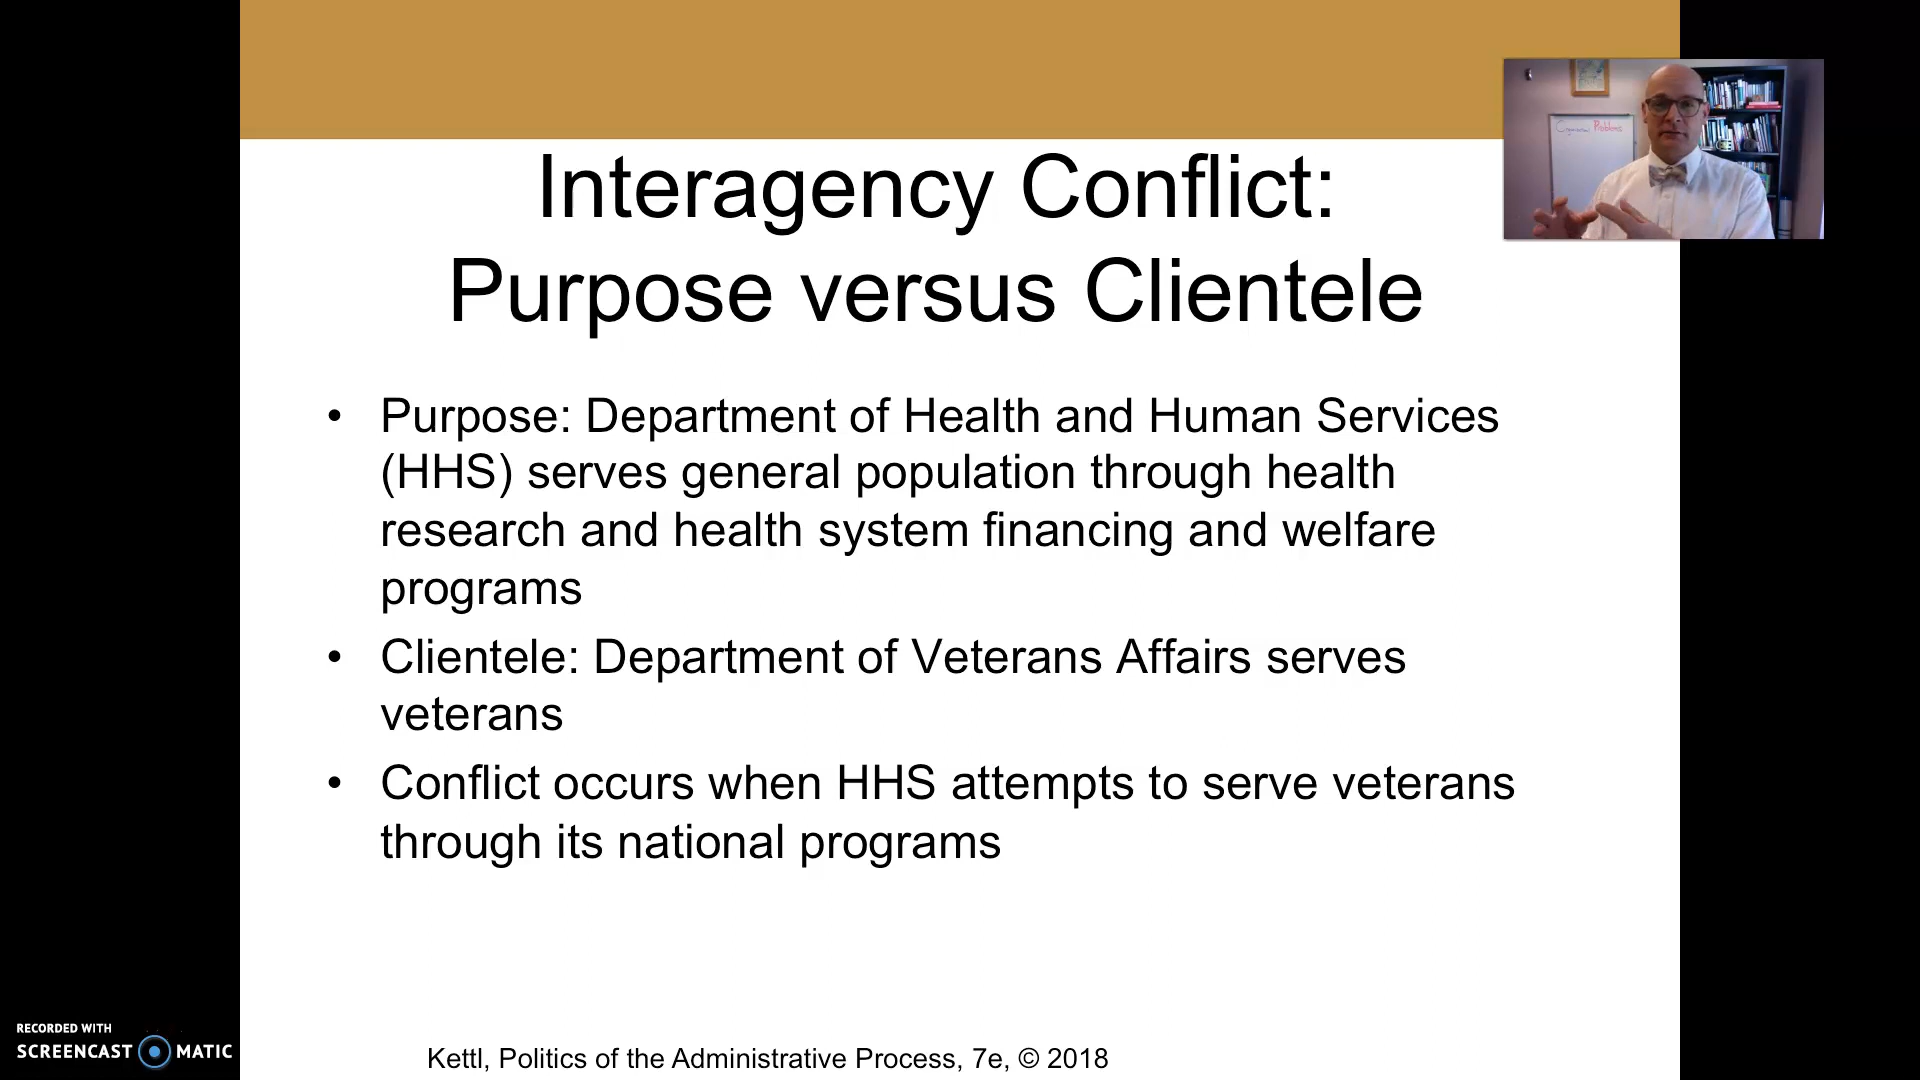 Interagency Conflict:
Purpose versus Clientele
• Purpose: Department of Health and Human Services
(HHS) serves general population through health
research and health system financing and welfare
programs
• Clientele: Department of Veterans Affairs serves
veterans
• Conflict occurs when HHS attempts to serve veterans
through its national programs
Kettl, Politics of the Administrative Process, 7e, © 2018
RECORDED WITH
SCREENCAST MATIC
Problems